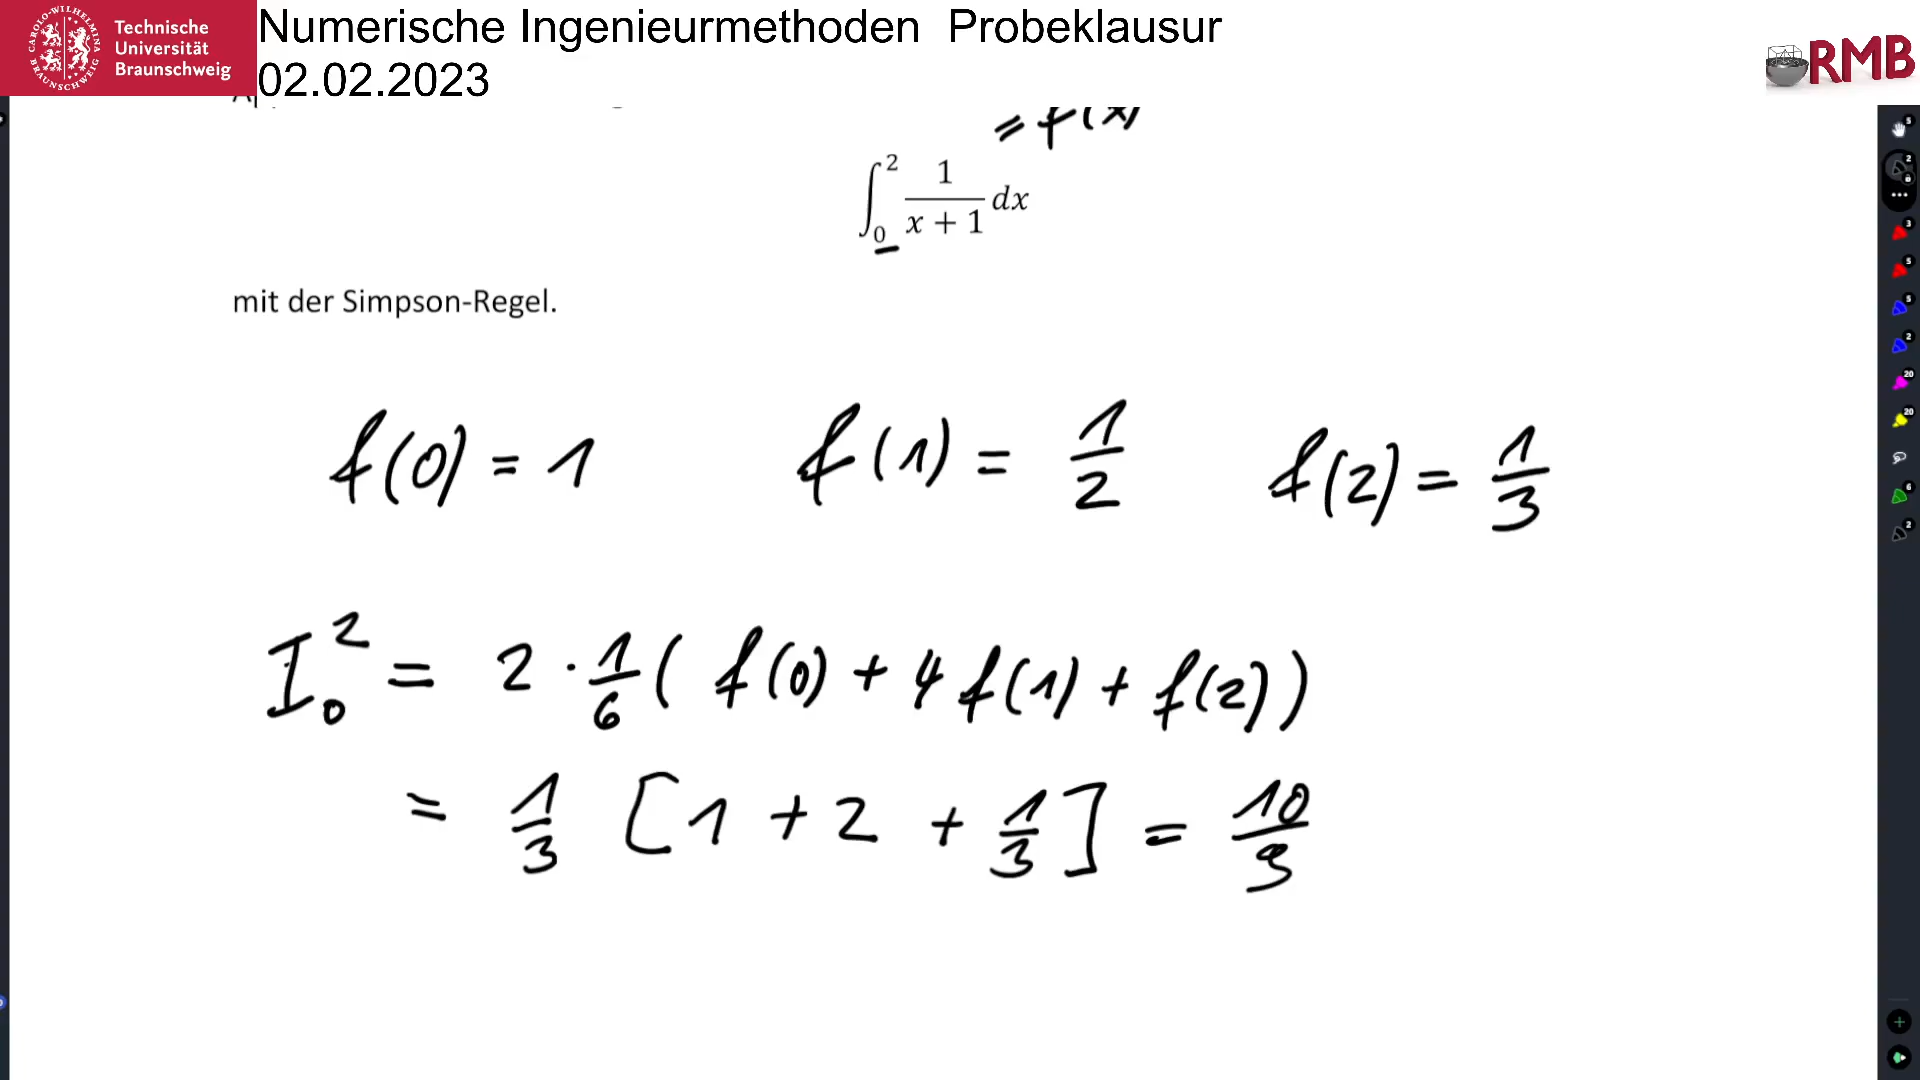 Technische
Universität
Braunschweig
Numerische Ingenieurmethoden Probeklausur
02.02.2023
RMB
= f(x)
∫₀² 1/(x + 1) dx
mit der Simpson-Regel.
f(0) = 1 f(1) = 1/2 f(2) = 1/3
I₀² = 2 · 1/6 ( f(0) + 4 f(1) + f(2) )
= 1/3 [ 1 + 2 + 1/3 ] = 10/9